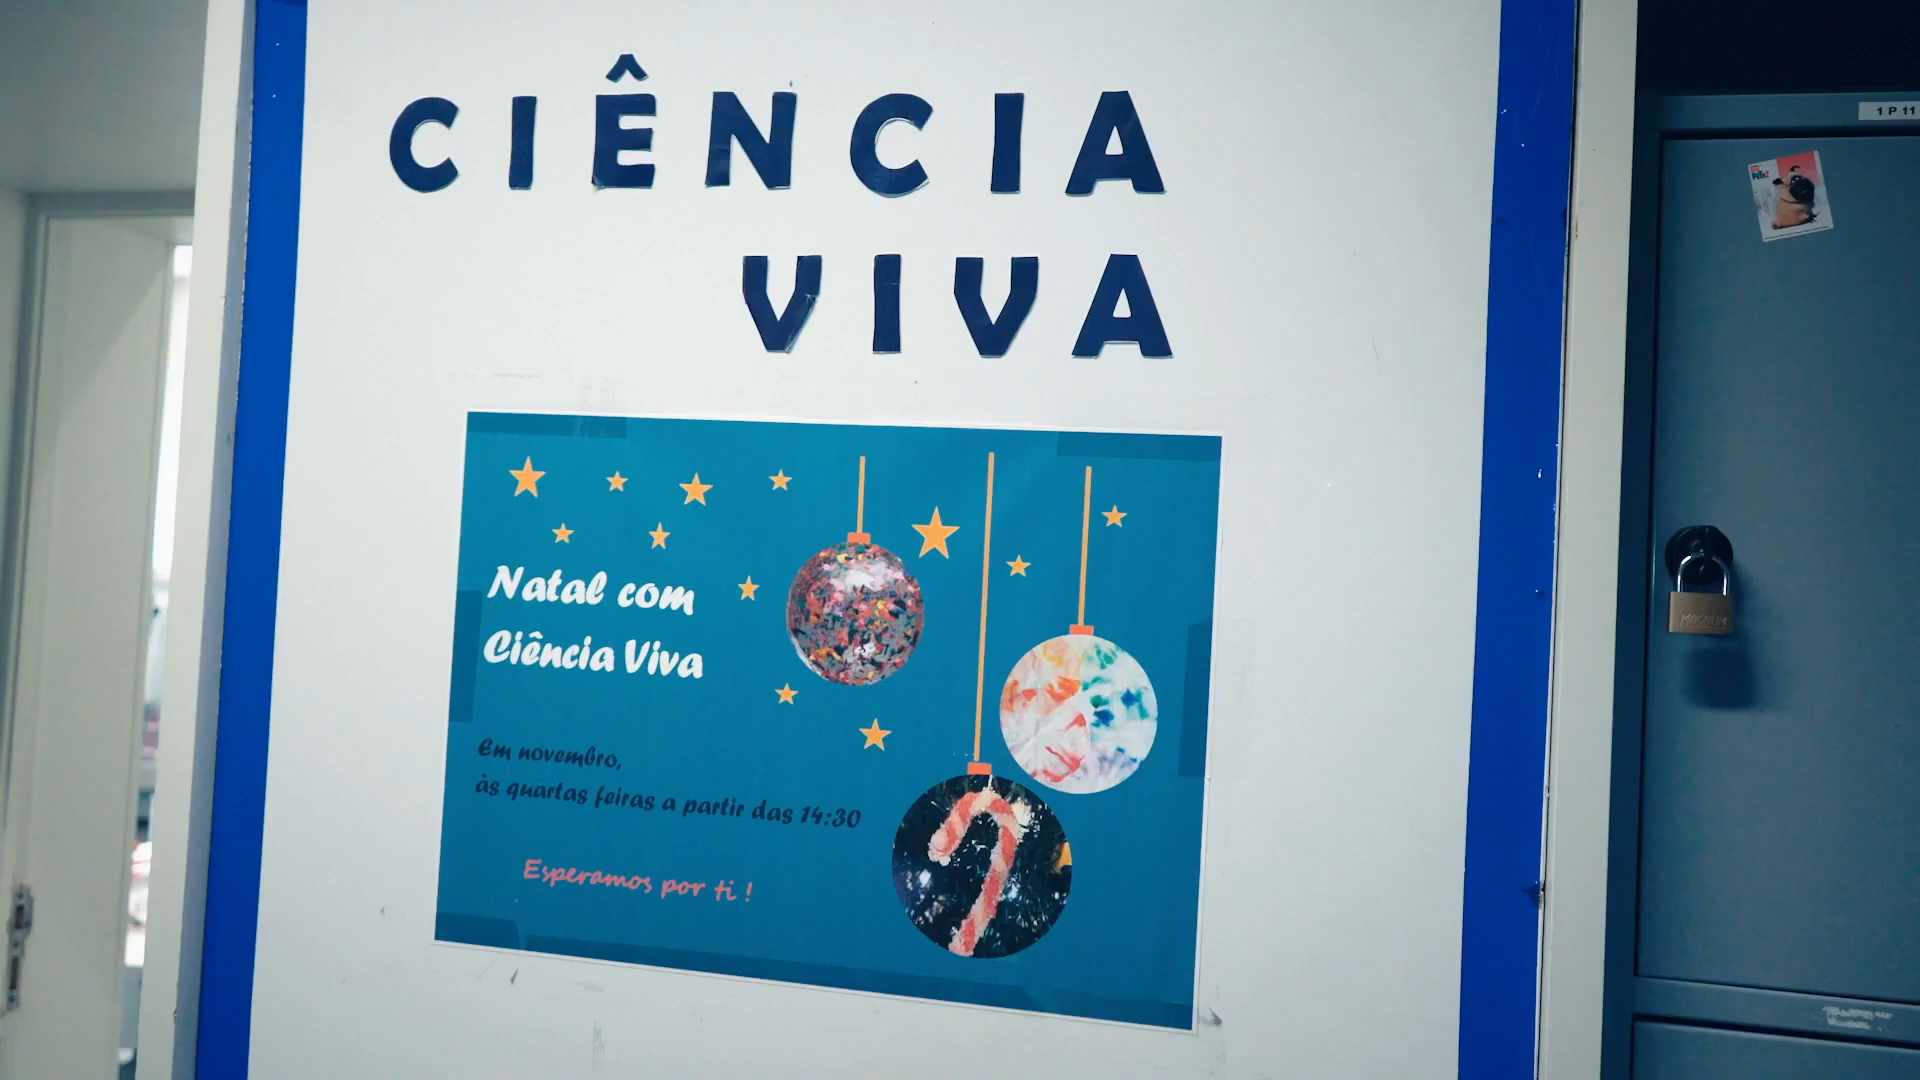 CIÊNCIA
VIVA
Natal com
Ciência Viva
Em novembro,
às quartas feiras a partir das 14:30
Esperamos por ti !
1 P 11
MAGNUM